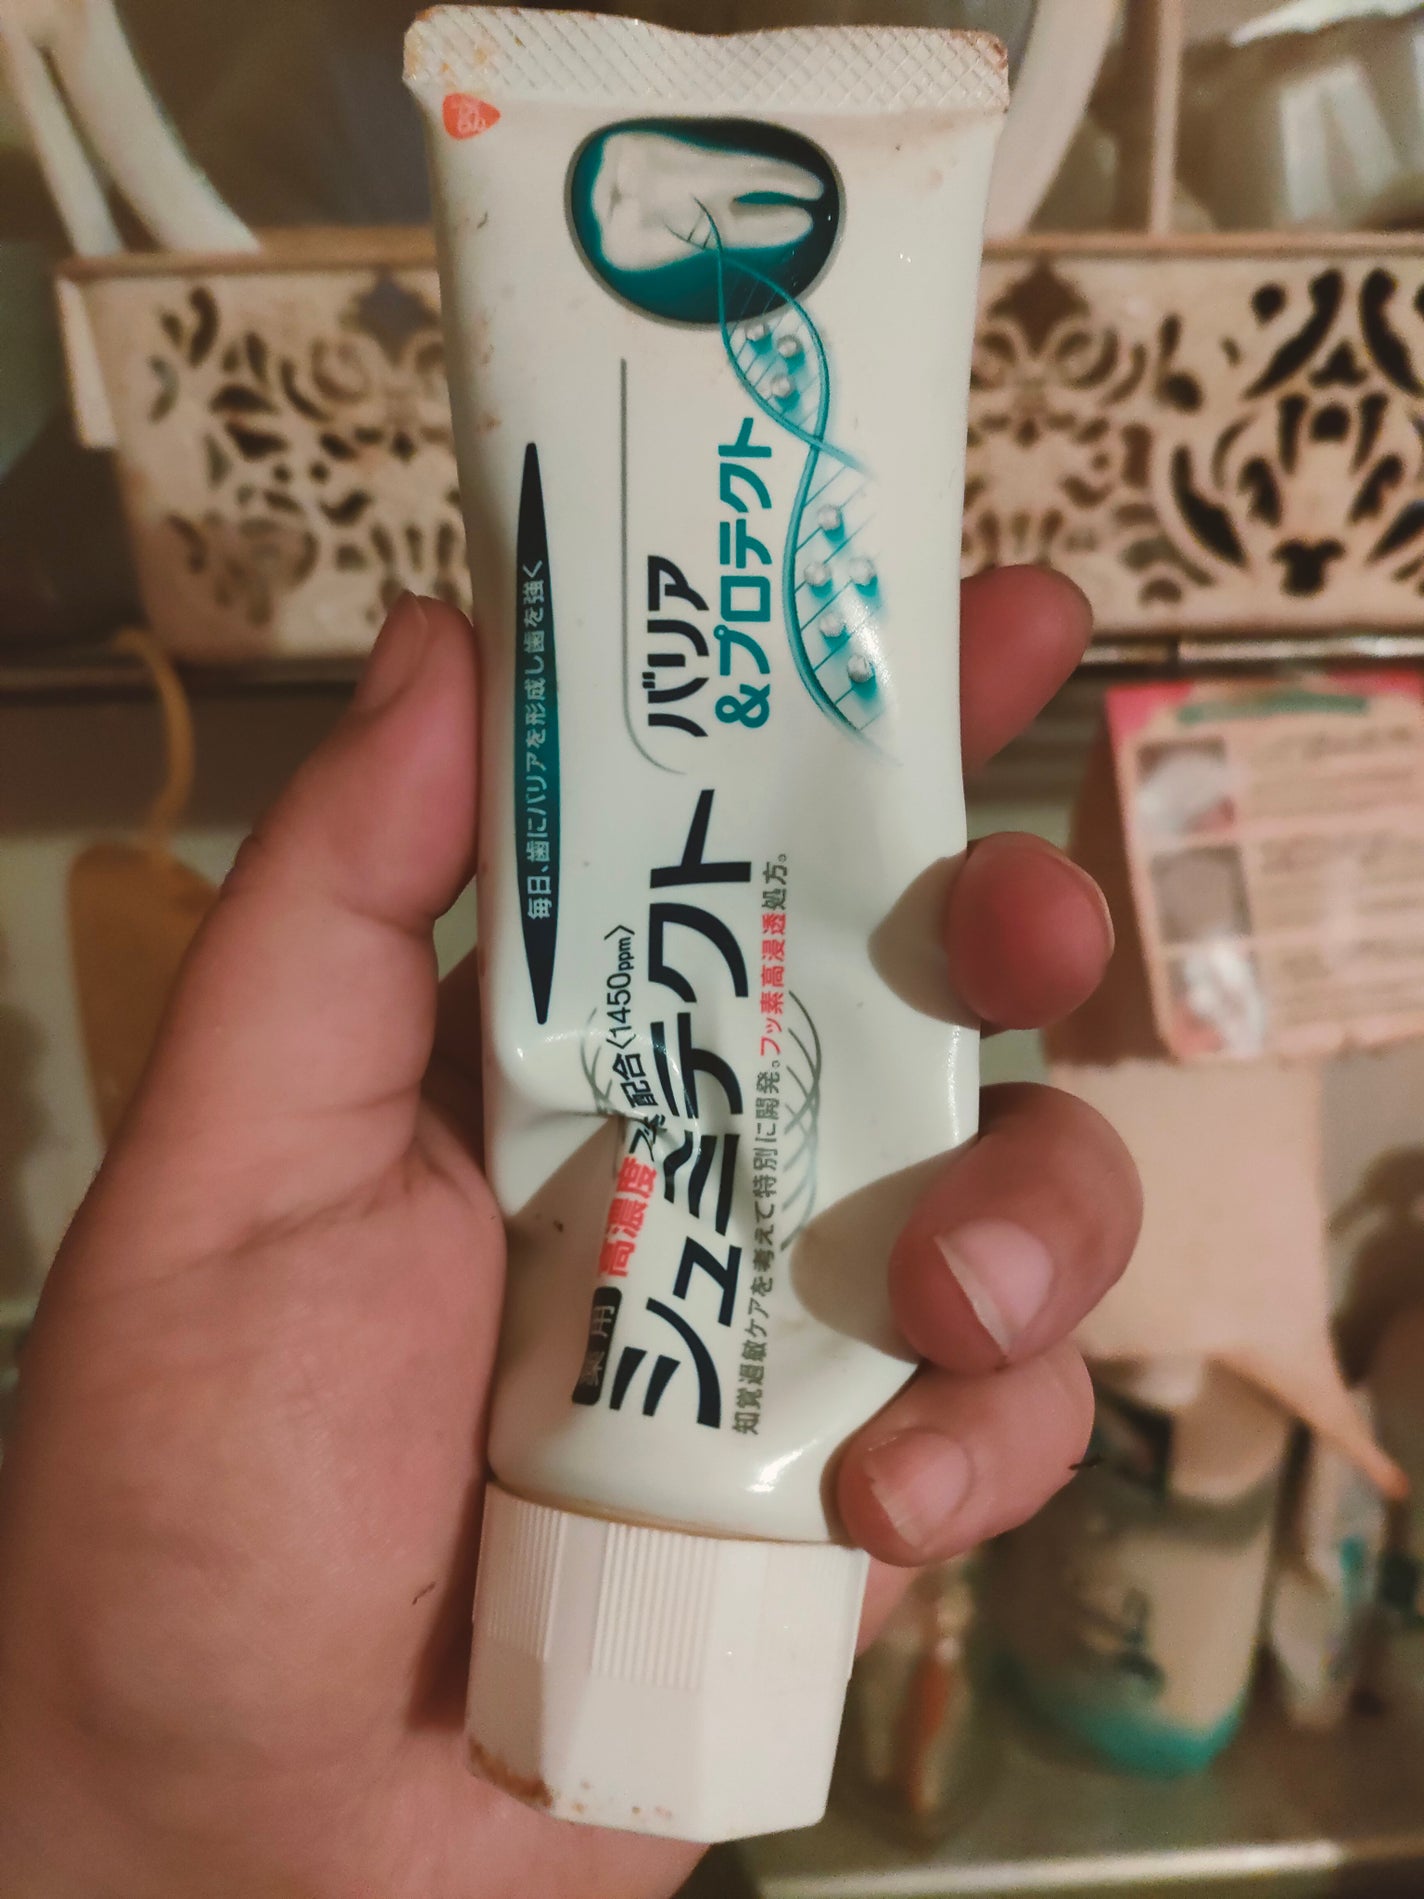 毎日、歯にバリアを形成し歯を強く
薬用
高濃度フッ素配合〈1450ppm〉
シュミテクト
バリア
&プロテクト
知覚過敏ケアを考えて特別に開発。フッ素高浸透処方。